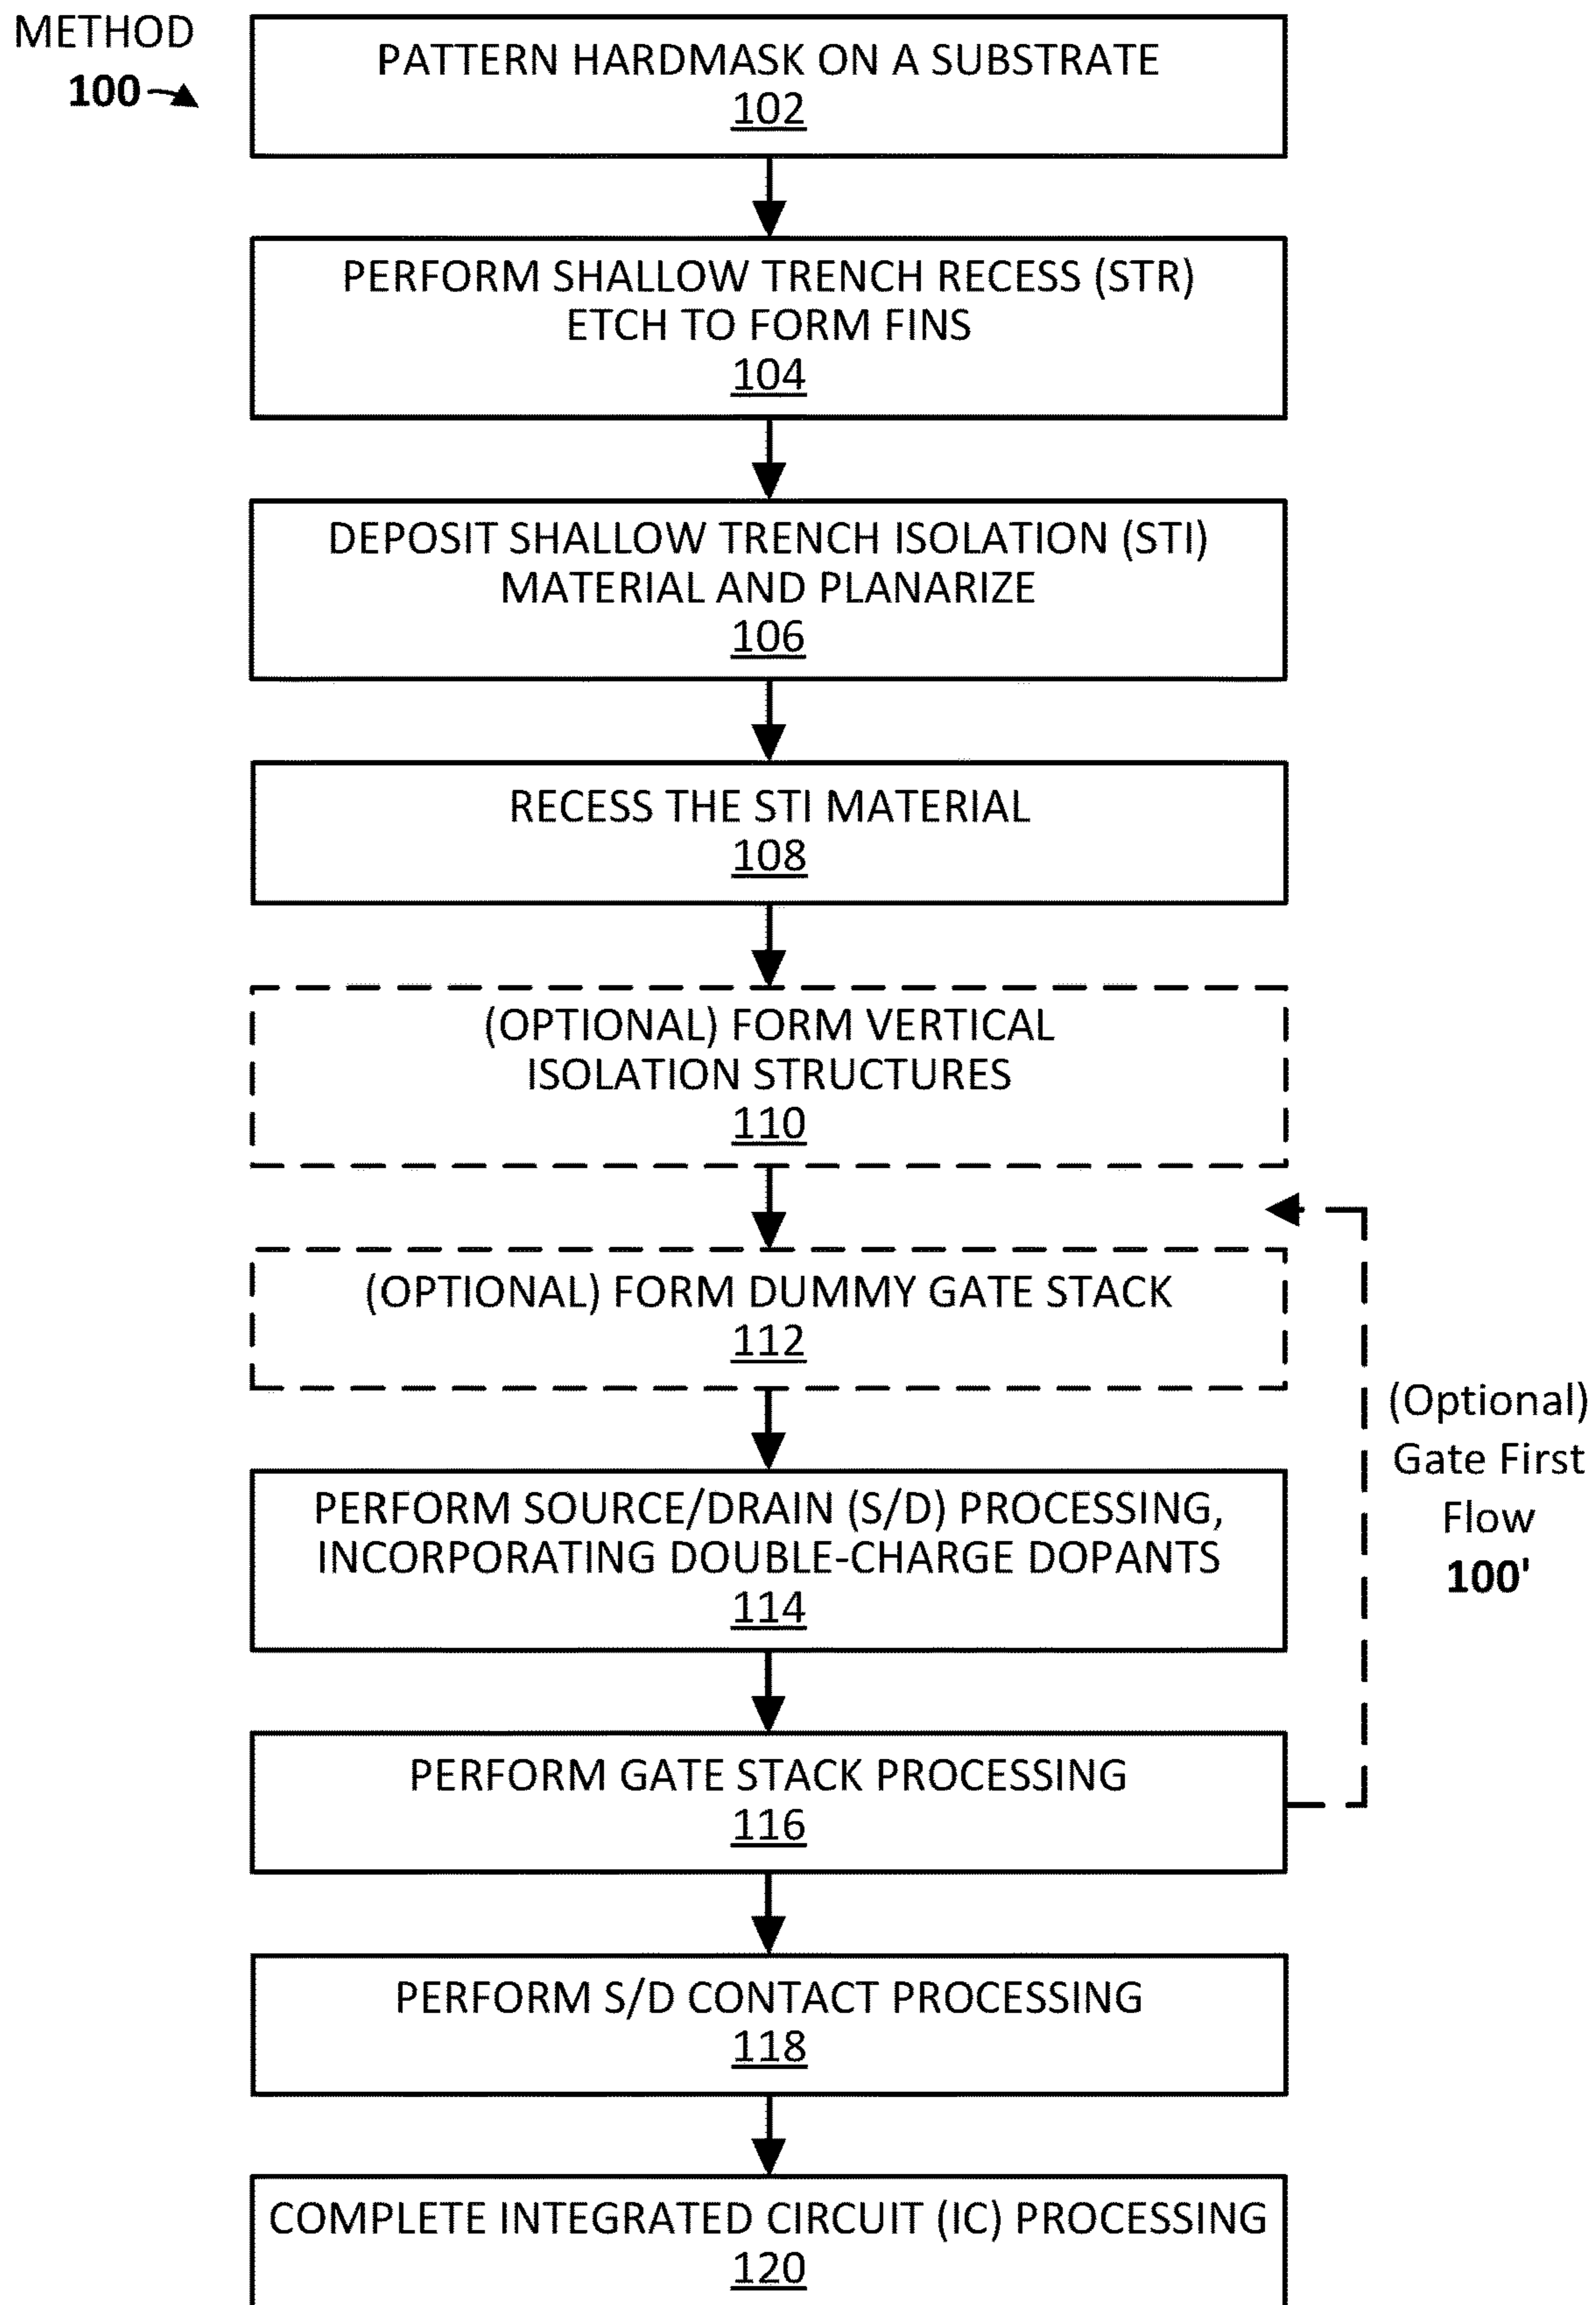 METHOD
100
PATTERN HARDMASK ON A SUBSTRATE
102
PERFORM SHALLOW TRENCH RECESS (STR)
ETCH TO FORM FINS
104
DEPOSIT SHALLOW TRENCH ISOLATION (STI)
MATERIAL AND PLANARIZE
106
RECESS THE STI MATERIAL
108
(OPTIONAL) FORM VERTICAL
ISOLATION STRUCTURES
110
(OPTIONAL) FORM DUMMY GATE STACK
112
PERFORM SOURCE/DRAIN (S/D) PROCESSING,
INCORPORATING DOUBLE-CHARGE DOPANTS
114
PERFORM GATE STACK PROCESSING
116
(Optional)
Gate First
Flow
100'
PERFORM S/D CONTACT PROCESSING
118
COMPLETE INTEGRATED CIRCUIT (IC) PROCESSING
120